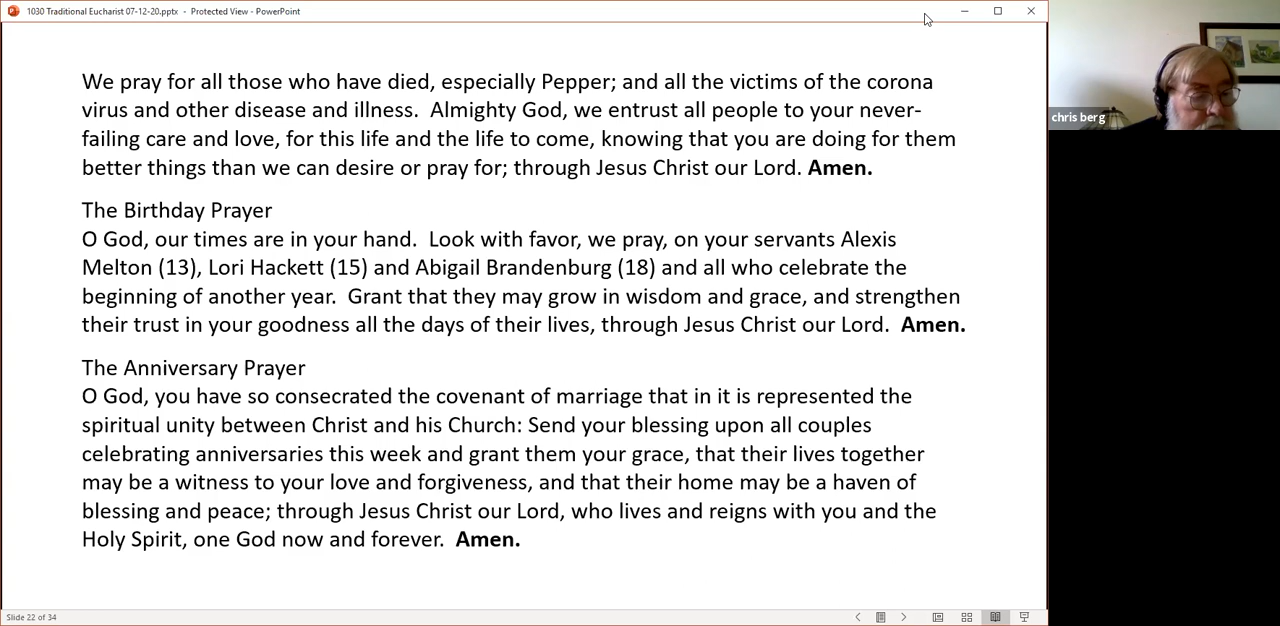 1030 Traditional Eucharist 07-12-20.pptx - Protected View - PowerPoint
We pray for all those who have died, especially Pepper; and all the victims of the corona
virus and other disease and illness.  Almighty God, we entrust all people to your never-
failing care and love, for this life and the life to come, knowing that you are doing for them
better things than we can desire or pray for; through Jesus Christ our Lord. Amen.
The Birthday Prayer
O God, our times are in your hand.  Look with favor, we pray, on your servants Alexis
Melton (13), Lori Hackett (15) and Abigail Brandenburg (18) and all who celebrate the
beginning of another year.  Grant that they may grow in wisdom and grace, and strengthen
their trust in your goodness all the days of their lives, through Jesus Christ our Lord.  Amen.
The Anniversary Prayer
O God, you have so consecrated the covenant of marriage that in it is represented the
spiritual unity between Christ and his Church: Send your blessing upon all couples
celebrating anniversaries this week and grant them your grace, that their lives together
may be a witness to your love and forgiveness, and that their home may be a haven of
blessing and peace; through Jesus Christ our Lord, who lives and reigns with you and the
Holy Spirit, one God now and forever.  Amen.
Slide 22 of 34
chris berg